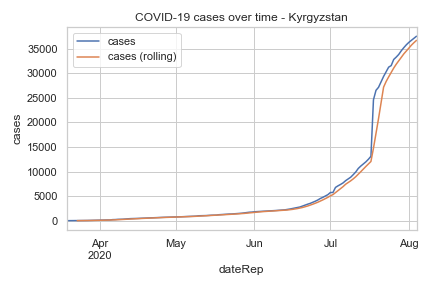 COVID-19 cases over time - Kyrgyzstan
cases
cases (rolling)
35000
30000
25000
20000
15000
10000
5000
0
cases
Apr
2020
May
Jun
Jul
Aug
dateRep